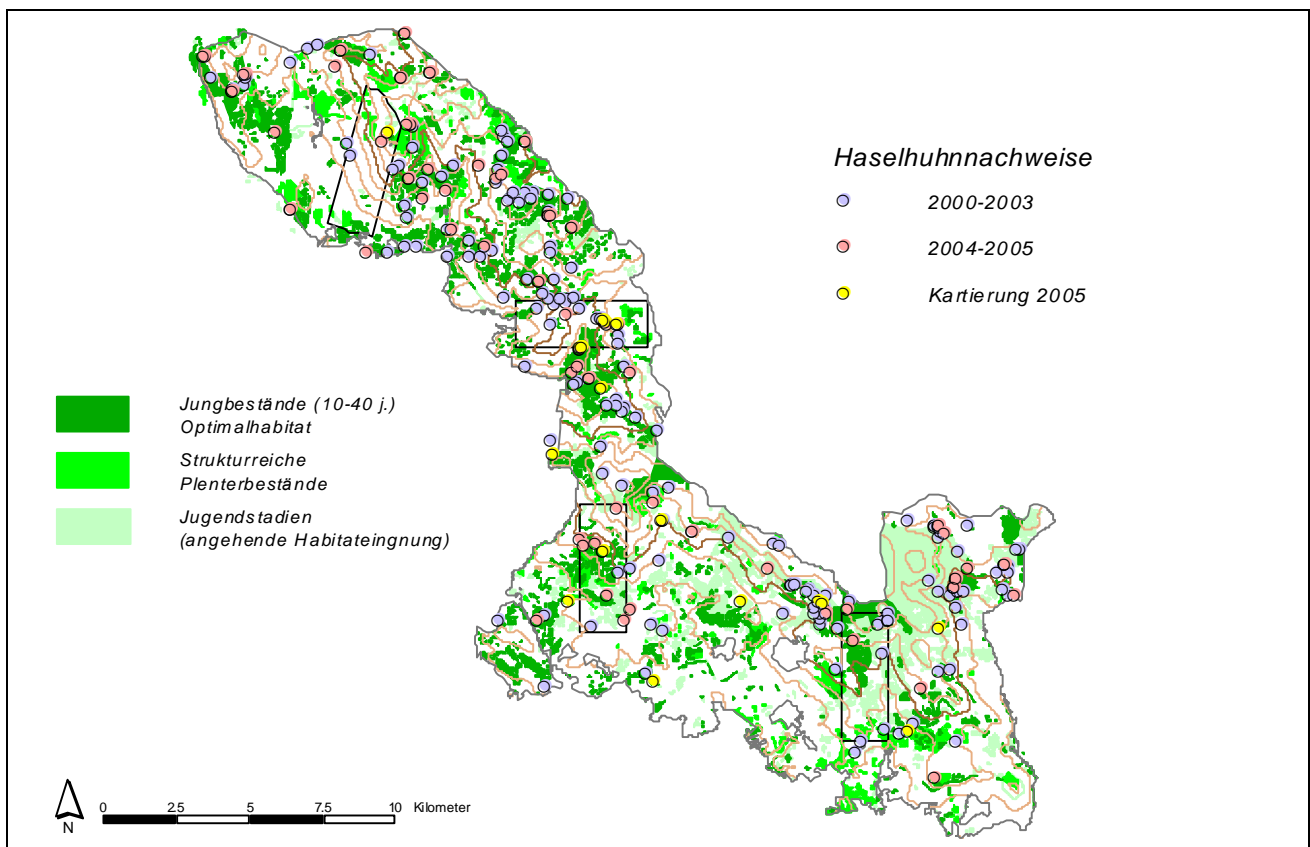 Haselhuhnnachweise
2000-2003
2004-2005
Kartierung 2005
Jungbestände (10-40 j.)
Optimalhabitat
Strukturreiche
Plenterbestände
Jugendstadien
(angehende Habitateingnung)
N
0 2.5 5 7.5 10 Kilometer